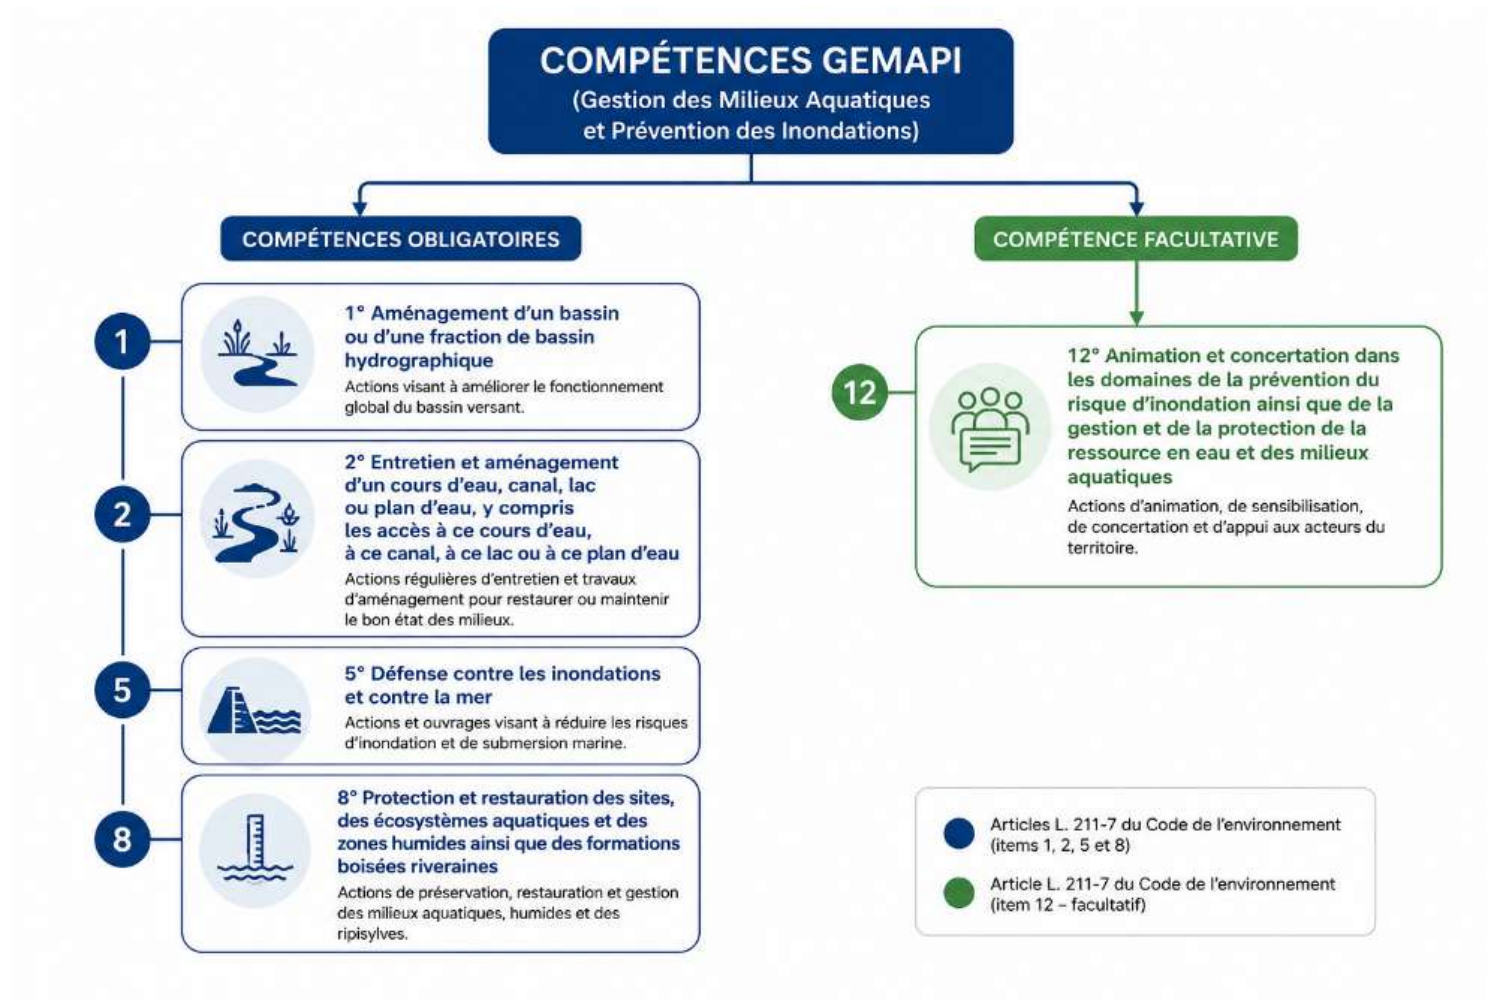 COMPÉTENCES GEMAPI
(Gestion des Milieux Aquatiques
et Prévention des Inondations)
COMPÉTENCES OBLIGATOIRES
1
1° Aménagement d'un bassin
ou d'une fraction de bassin
hydrographique
Actions visant à améliorer le fonctionnement
global du bassin versant.
2
2° Entretien et aménagement
d'un cours d'eau, canal, lac
ou plan d'eau, y compris
les accès à ce cours d'eau,
à ce canal, à ce lac ou à ce plan d'eau
Actions régulières d'entretien et travaux
d'aménagement pour restaurer ou maintenir
le bon état des milieux.
5
5° Défense contre les inondations
et contre la mer
Actions et ouvrages visant à réduire les risques
d'inondation et de submersion marine.
8
8° Protection et restauration des sites,
des écosystèmes aquatiques et des
zones humides ainsi que des formations
boisées riveraines
Actions de préservation, restauration et gestion
des milieux aquatiques, humides et des
ripisylves.
COMPÉTENCE FACULTATIVE
12
12° Animation et concertation dans
les domaines de la prévention du
risque d'inondation ainsi que de la
gestion et de la protection de la
ressource en eau et des milieux
aquatiques
Actions d'animation, de sensibilisation,
de concertation et d'appui aux acteurs du
territoire.
Articles L. 211-7 du Code de l'environnement
(items 1, 2, 5 et 8)
Article L. 211-7 du Code de l'environnement
(item 12 – facultatif)